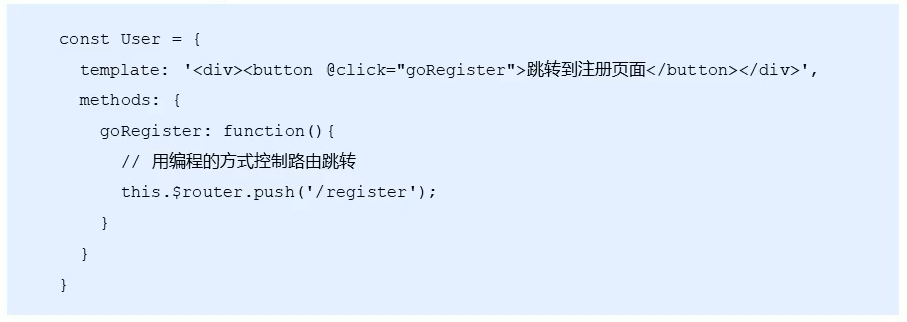 const User = {
  template: '<div><button @click="goRegister">跳转到注册页面</button></div>',
  methods: {
    goRegister: function(){
      // 用编程的方式控制路由跳转
      this.$router.push('/register');
    }
  }
}